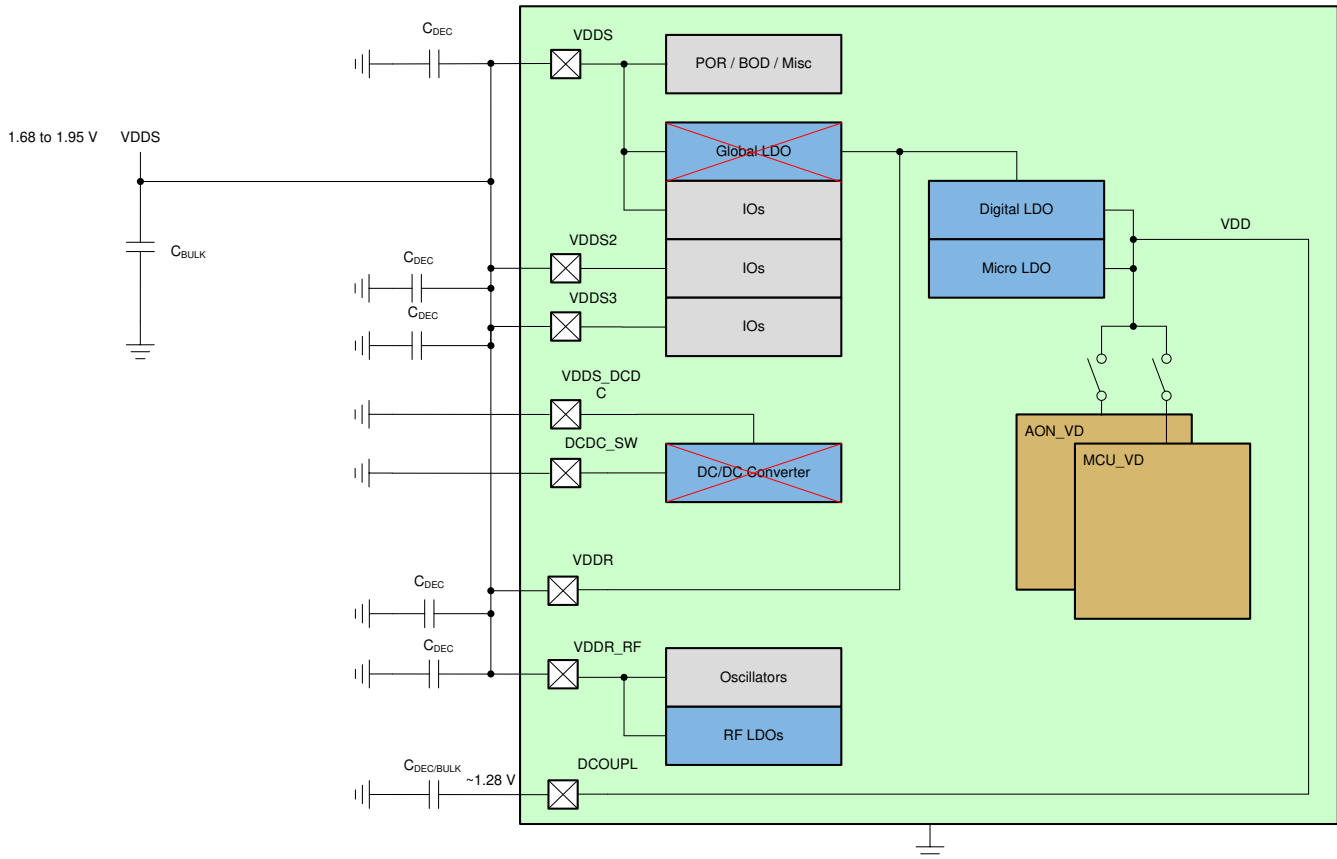 CDEC
VDDS
POR / BOD / Misc
1.68 to 1.95 V
VDDS
Global LDO
IOs
Digital LDO
VDD
VDDS2
CDEC
IOs
Micro LDO
CBULK
VDDS3
CDEC
IOs
VDDS_DCD
C
AON_VD
DCDC_SW
DC/DC Converter
MCU_VD
VDDR
CDEC
CDEC
VDDR_RF
Oscillators
RF LDOs
DCOUPL
CDEC/BULK
~1.28 V